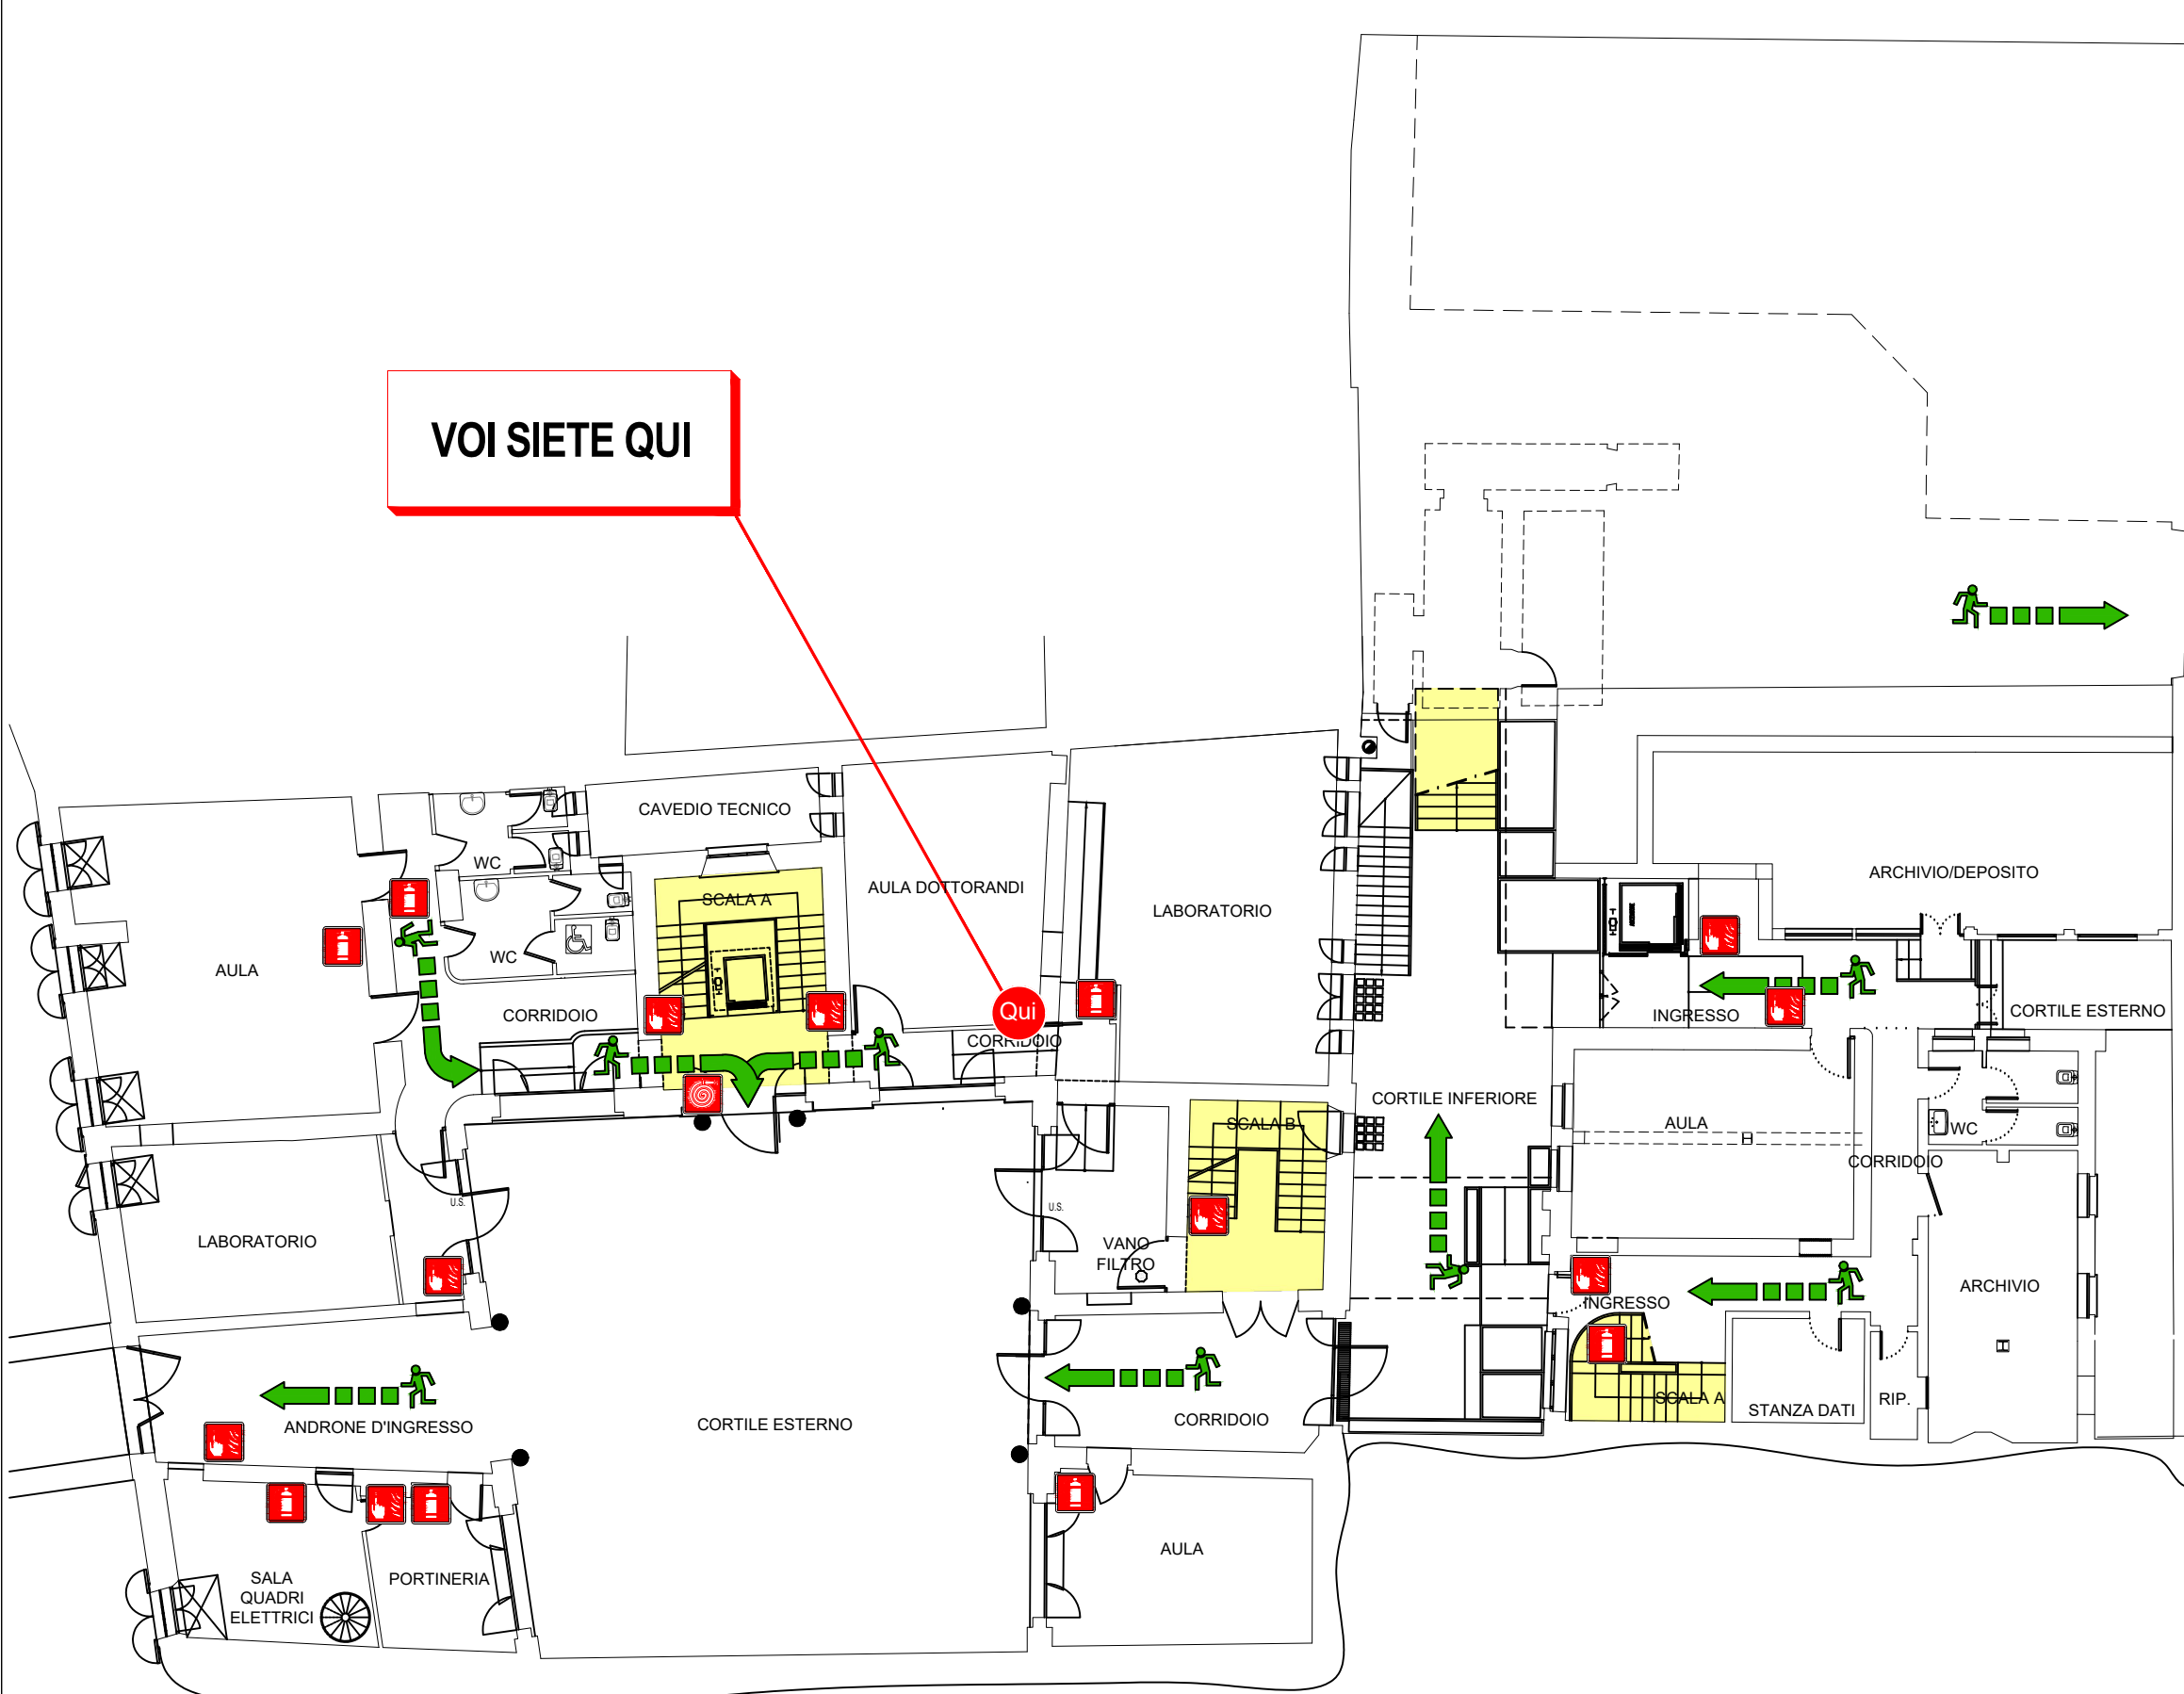 VOI SIETE QUI
CAVEDIO TECNICO
WC
SCALA A
AULA DOTTORANDI
LABORATORIO
ARCHIVIO/DEPOSITO
AULA
WC
CORRIDOIO
Qui
CORRIDOIO
INGRESSO
CORTILE ESTERNO
CORTILE INFERIORE
SCALA B
AULA
WC
CORRIDOIO
U.S.
U.S.
LABORATORIO
VANO
FILTRO
ARCHIVIO
INGRESSO
ANDRONE D'INGRESSO
CORTILE ESTERNO
CORRIDOIO
SCALA A
STANZA DATI
RIP.
SALA
QUADRI
ELETTRICI
PORTINERIA
AULA